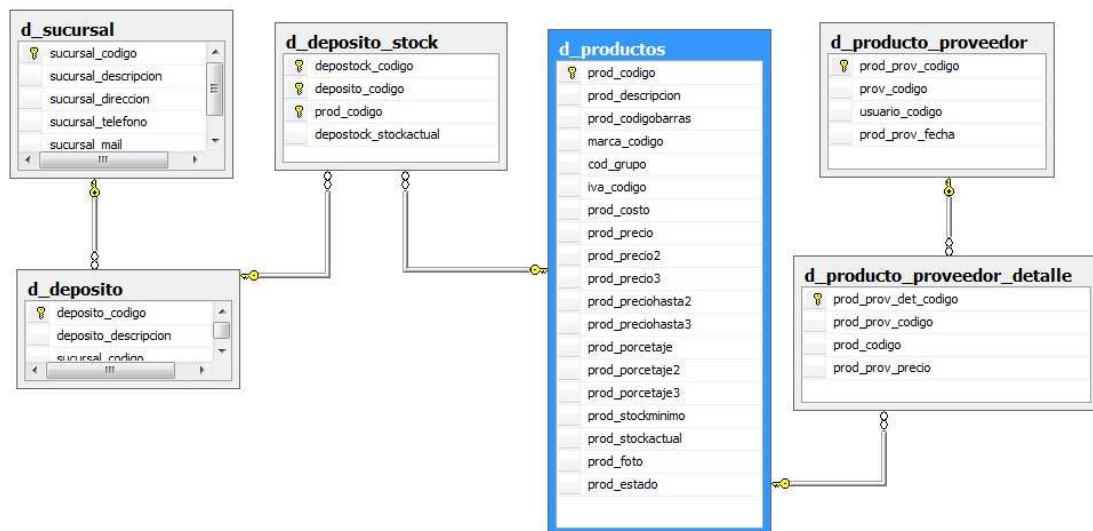 d_sucursal
sucursal_codigo
sucursal_descripcion
sucursal_direccion
sucursal_telefono
sucursal_mail
d_deposito_stock
depostock_codigo
deposito_codigo
prod_codigo
depostock_stockactual
d_productos
prod_codigo
prod_descripcion
prod_codigobarras
marca_codigo
cod_grupo
iva_codigo
prod_costo
prod_precio
prod_precio2
prod_precio3
prod_preciohasta2
prod_preciohasta3
prod_porcetaje
prod_porcetaje2
prod_porcetaje3
prod_stockminimo
prod_stockactual
prod_foto
prod_estado
d_producto_proveedor
prod_prov_codigo
prov_codigo
usuario_codigo
prod_prov_fecha
d_deposito
deposito_codigo
deposito_descripcion
sucursal_codigo
d_producto_proveedor_detalle
prod_prov_det_codigo
prod_prov_codigo
prod_codigo
prod_prov_precio